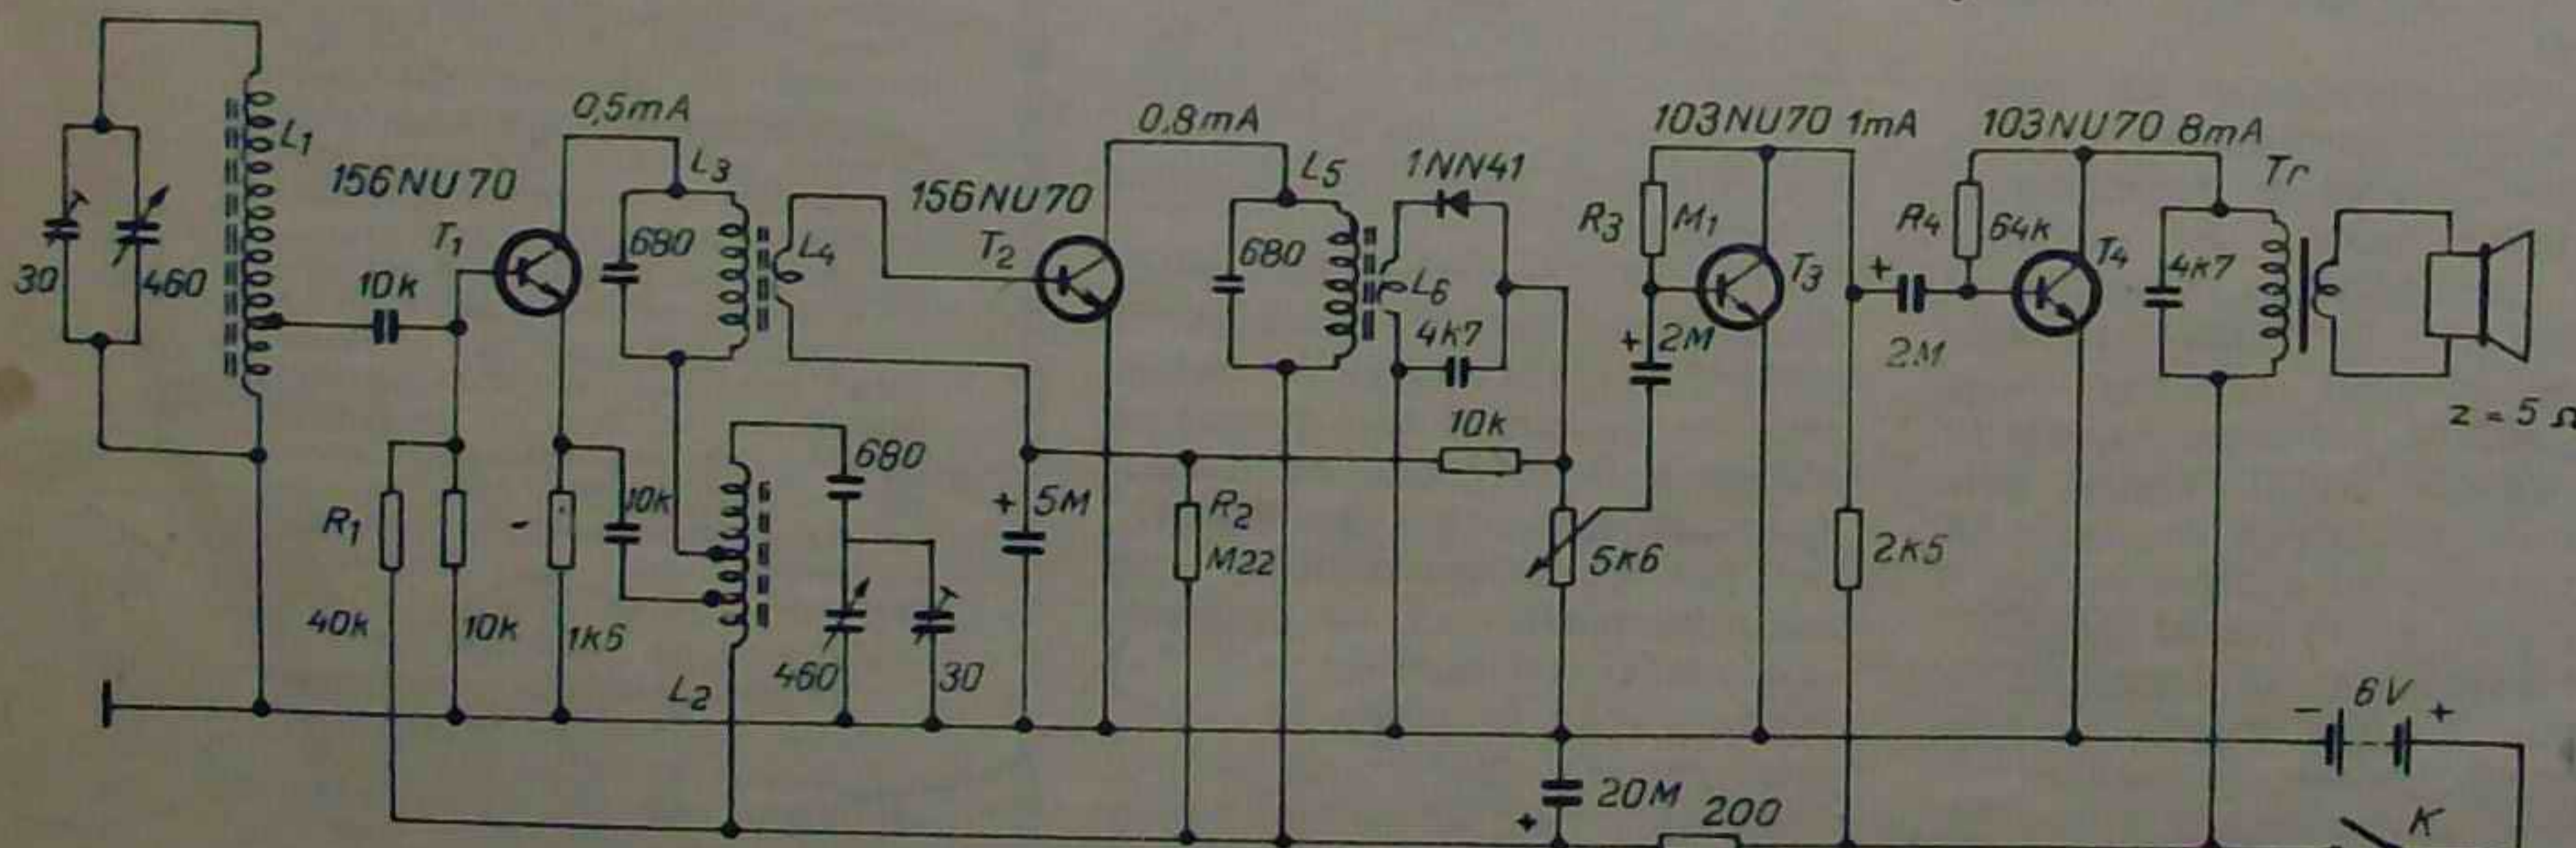 0,5mA
0,8mA
103NU70 1mA
103NU70 8mA
L1
156NU70
T1
L3
680
L4
156NU70
T2
L5
1NN41
680
L6
4k7
R3
M1
T3
+
2M
R4
64k
+
2M
T4
Tr
4k7
z = 5 Ω
30
460
10k
R1
40k
10k
-
1k5
10k
680
L2
460
30
+ 5M
R2
M22
10k
5k6
2k5
- 6V +
20M
+
200
K